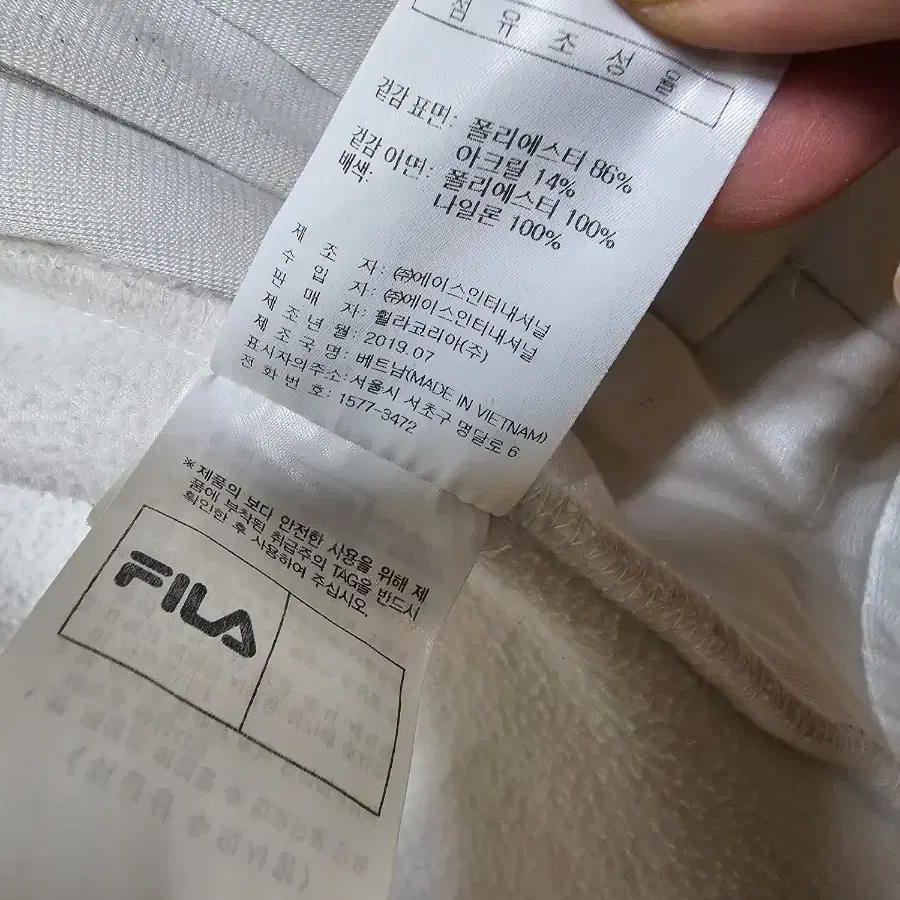 섬 유 조 성 율
겉감 표면: 폴리에스터 86%
아크릴 14%
겉감 이면: 폴리에스터 100%
배색: 나일론 100%
제 조 자: ㈜에이스인터내셔널
수 입 자: ㈜에이스인터내셔널
판 매 자: 휠라코리아(주)
제 조 년 월: 2019.07
제 조 국 명: 베트남(MADE IN VIETNAM)
표시자의주소: 서울시 서초구 명달로 6
전 화 번 호: 1577-3472
※제품의 보다 안전한 사용을 위해 제
품에 부착된 취급주의 TAG을 반드시
확인한 후 사용하여 주십시오.
FILA